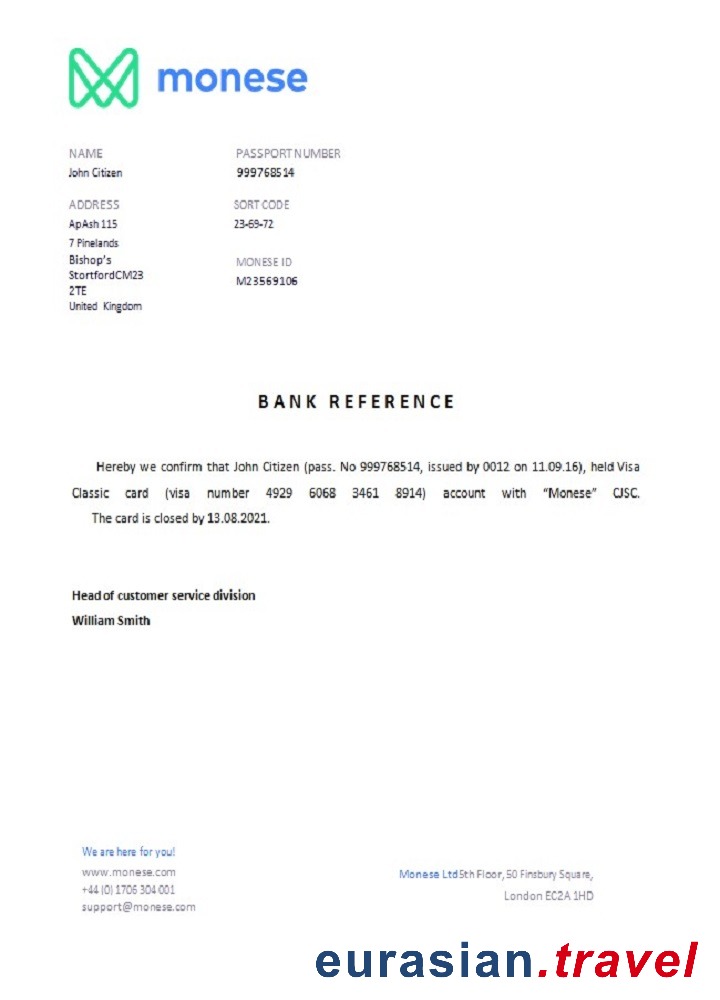 monese
NAME
John Citizen
PASSPORT NUMBER
999768514
ADDRESS
ApAsh 115
7 Pinelands
Bishop's
StortfordCM23
2TE
United Kingdom
SORT CODE
23-69-72
MONESE ID
M23569106
BANK REFERENCE
Hereby we confirm that John Citizen (pass. No 999768514, issued by 0012 on 11.09.16), held Visa
Classic card (visa number 4929 6068 3461 8914) account with “Monese” CJSC.
The card is closed by 13.08.2021.
Head of customer service division
William Smith
We are here for you!
www.monese.com
+44 (0) 1706 304 001
support@monese.com
Monese Ltd5th Floor, 50 Finsbury Square,
London EC2A 1HD
eurasian.travel